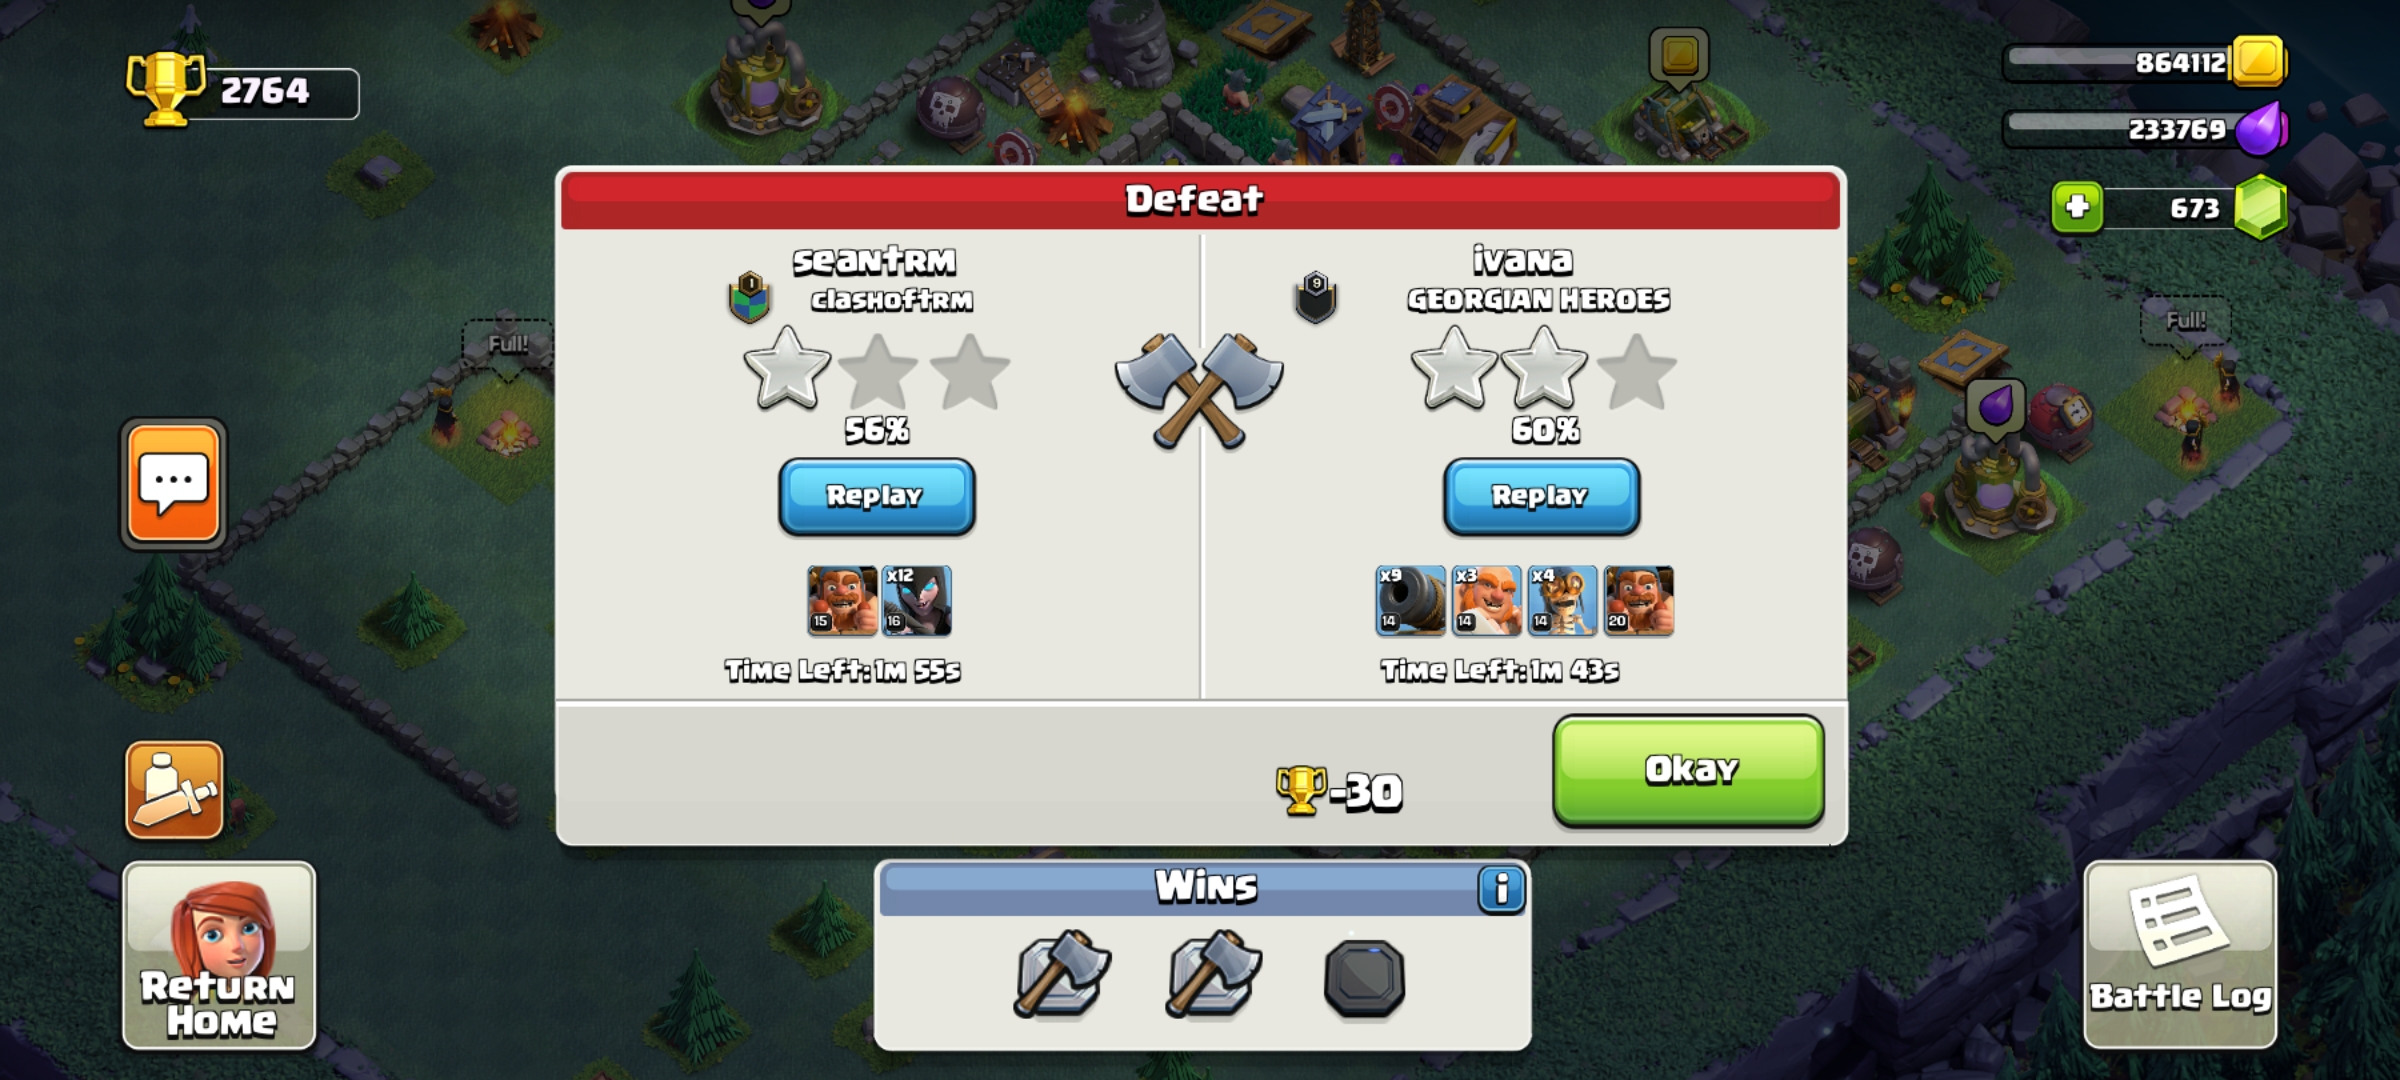 2764
864112
233769
673
Defeat
seantrm
clashoftrm
1
56%
Replay
15
x12
16
Time Left:1m 55s
ivana
GEORGIAN HEROES
9
60%
Replay
x9
14
x3
14
x4
14
20
Time Left:1m 43s
Full!
Full!
-30
Okay
Wins
i
Return
Home
Battle Log